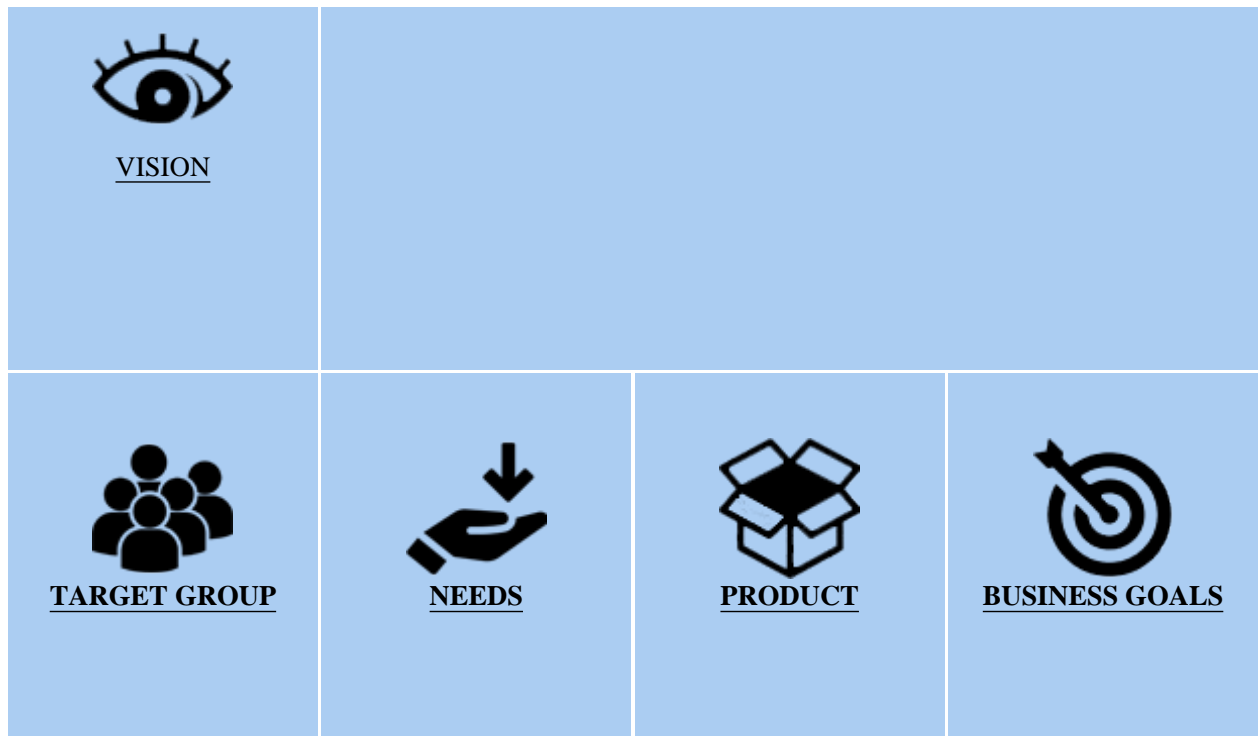 VISION
TARGET GROUP
NEEDS
PRODUCT
BUSINESS GOALS